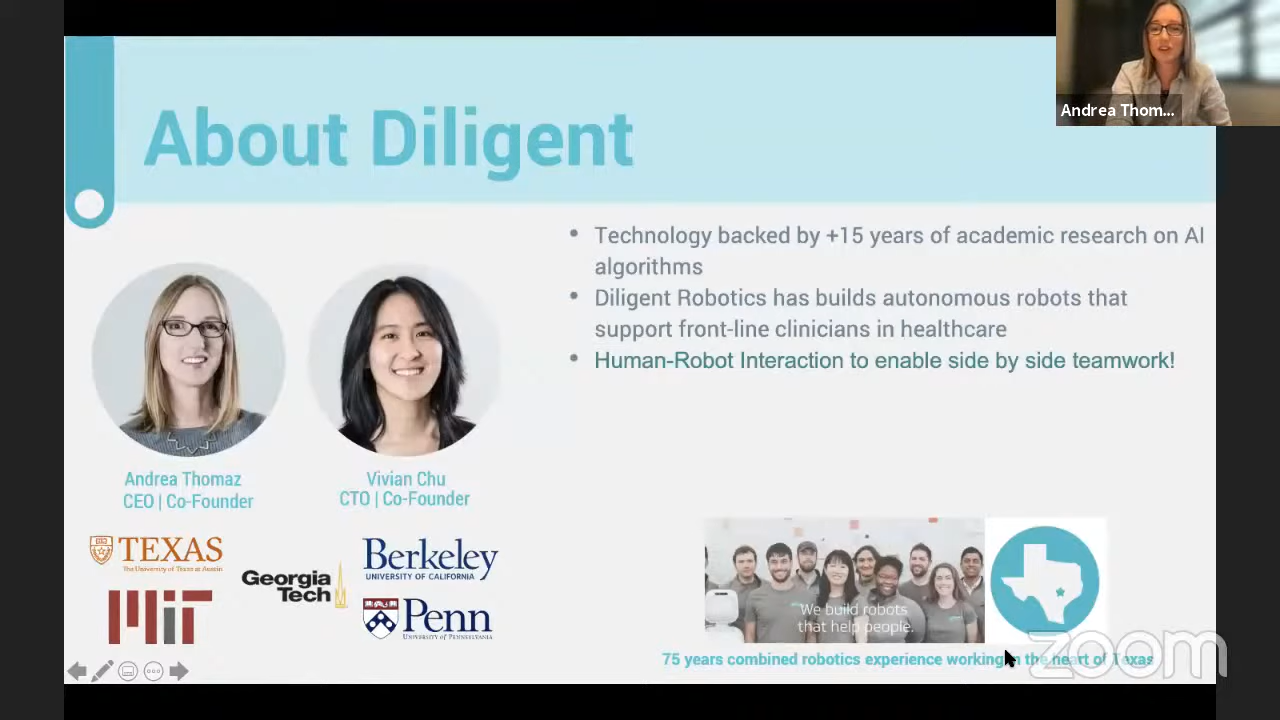 Andrea Thom...
About Diligent
• Technology backed by +15 years of academic research on AI
algorithms
• Diligent Robotics has builds autonomous robots that
support front-line clinicians in healthcare
• Human-Robot Interaction to enable side by side teamwork!
Andrea Thomaz
CEO | Co-Founder
Vivian Chu
CTO | Co-Founder
TEXAS
The University of Texas at Austin
MIT
Georgia
Tech
Berkeley
UNIVERSITY OF CALIFORNIA
Penn
UNIVERSITY OF PENNSYLVANIA
We build robots
that help people.
75 years combined robotics experience working in the heart of Texas
zoom